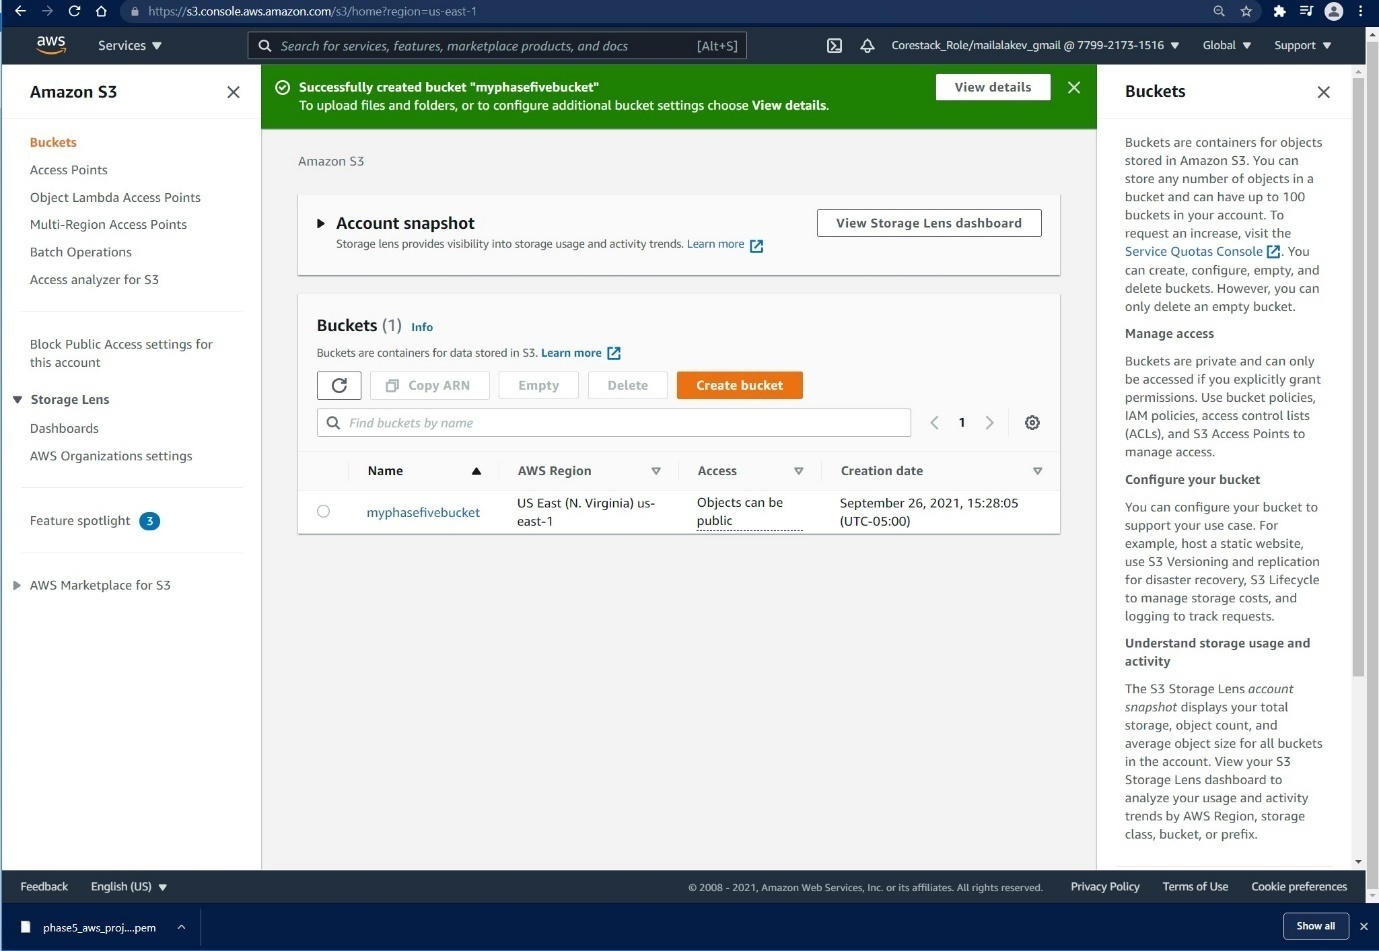 https://s3.console.aws.amazon.com/s3/home?region=us-east-1
aws
Services
Search for services, features, marketplace products, and docs
[Alt+S]
Corestack_Role/mailalakev_gmail @ 7799-2173-1516
Global
Support
Amazon S3
Buckets
Access Points
Object Lambda Access Points
Multi-Region Access Points
Batch Operations
Access analyzer for S3
Block Public Access settings for
this account
Storage Lens
Dashboards
AWS Organizations settings
Feature spotlight 3
AWS Marketplace for S3
Successfully created bucket "myphasefivebucket"
To upload files and folders, or to configure additional bucket settings choose View details.
View details
Amazon S3
Account snapshot
Storage lens provides visibility into storage usage and activity trends. Learn more
View Storage Lens dashboard
Buckets (1) Info
Buckets are containers for data stored in S3. Learn more
Copy ARN
Empty
Delete
Create bucket
Find buckets by name
1
Name
AWS Region
Access
Creation date
myphasefivebucket
US East (N. Virginia) us-
east-1
Objects can be
public
September 26, 2021, 15:28:05
(UTC-05:00)
Buckets
Buckets are containers for objects
stored in Amazon S3. You can
store any number of objects in a
bucket and can have up to 100
buckets in your account. To
request an increase, visit the
Service Quotas Console . You
can create, configure, empty, and
delete buckets. However, you can
only delete an empty bucket.
Manage access
Buckets are private and can only
be accessed if you explicitly grant
permissions. Use bucket policies,
IAM policies, access control lists
(ACLs), and S3 Access Points to
manage access.
Configure your bucket
You can configure your bucket to
support your use case. For
example, host a static website,
use S3 Versioning and replication
for disaster recovery, S3 Lifecycle
to manage storage costs, and
logging to track requests.
Understand storage usage and
activity
The S3 Storage Lens account
snapshot displays your total
storage, object count, and
average object size for all buckets
in the account. View your S3
Storage Lens dashboard to
analyze your usage and activity
trends by AWS Region, storage
class, bucket, or prefix.
Feedback
English (US)
© 2008 - 2021, Amazon Web Services, Inc. or its affiliates. All rights reserved.
Privacy Policy
Terms of Use
Cookie preferences
phase5_aws_proj....pem
Show all